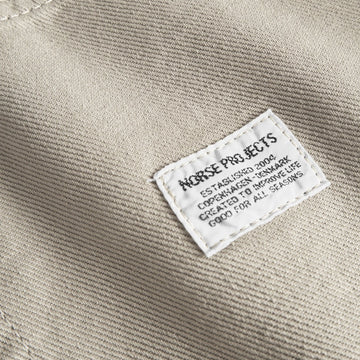 NORSE PROJECTS
ESTABLISHED 2004
COPENHAGEN-DENMARK
CREATED TO IMPROVE LIFE
GOOD FOR ALL SEASONS